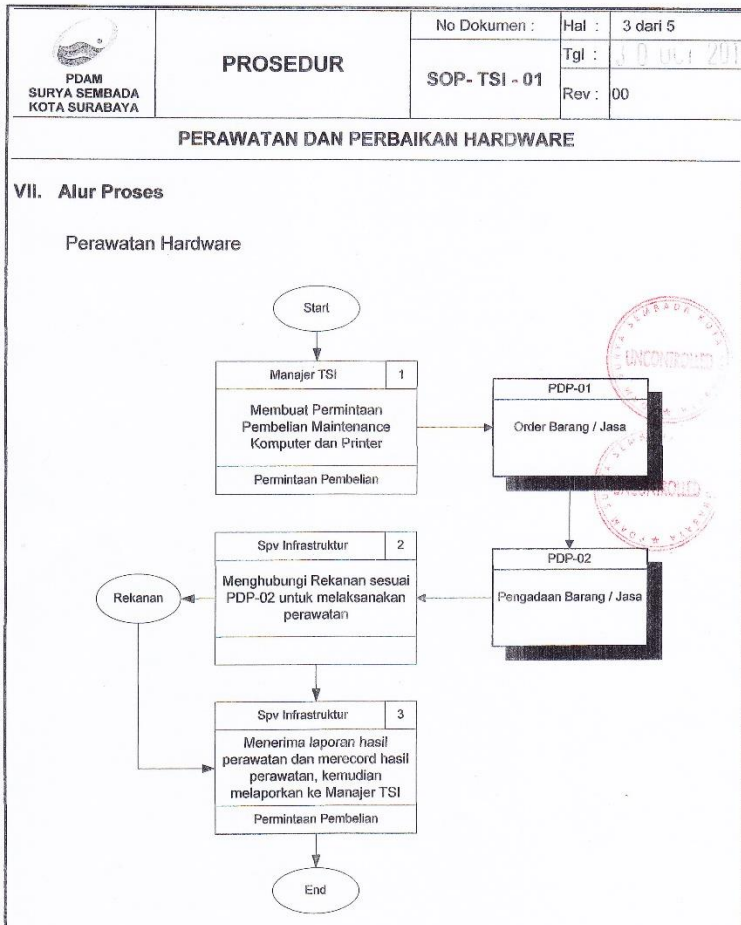 PDAM
SURYA SEMBADA
KOTA SURABAYA
PROSEDUR
No Dokumen :
SOP- TSI - 01
Hal : 3 dari 5
Tgl :
Rev : 00
PERAWATAN DAN PERBAIKAN HARDWARE
VII. Alur Proses
Perawatan Hardware
Start
Manajer TSI 1
Membuat Permintaan
Pembelian Maintenance
Komputer dan Printer
Permintaan Pembelian
PDP-01
Order Barang / Jasa
UNCONTROLLED
UNCONTROLLED
PDP-02
Pengadaan Barang / Jasa
Spv Infrastruktur 2
Menghubungi Rekanan sesuai
PDP-02 untuk melaksanakan
perawatan
Rekanan
Spv Infrastruktur 3
Menerima laporan hasil
perawatan dan merecord hasil
perawatan, kemudian
melaporkan ke Manajer TSI
Permintaan Pembelian
End